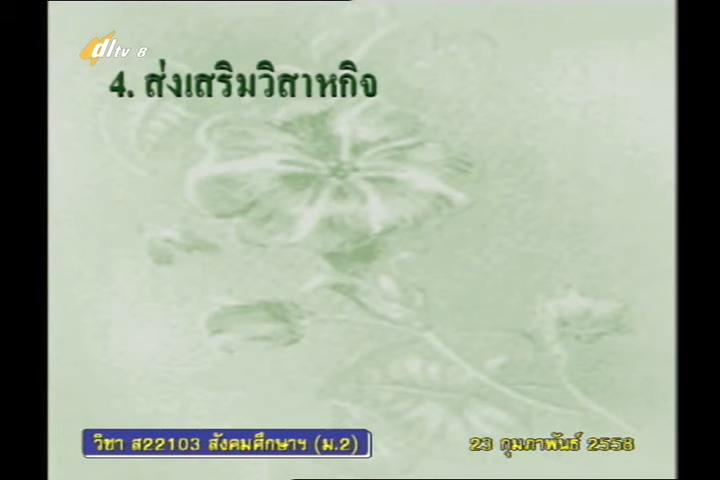 dltv 8
4. ส่งเสริมวิสาหกิจ
วิชา ส22103 สังคมศึกษาฯ (ม.2)
23 กุมภาพันธ์ 2558